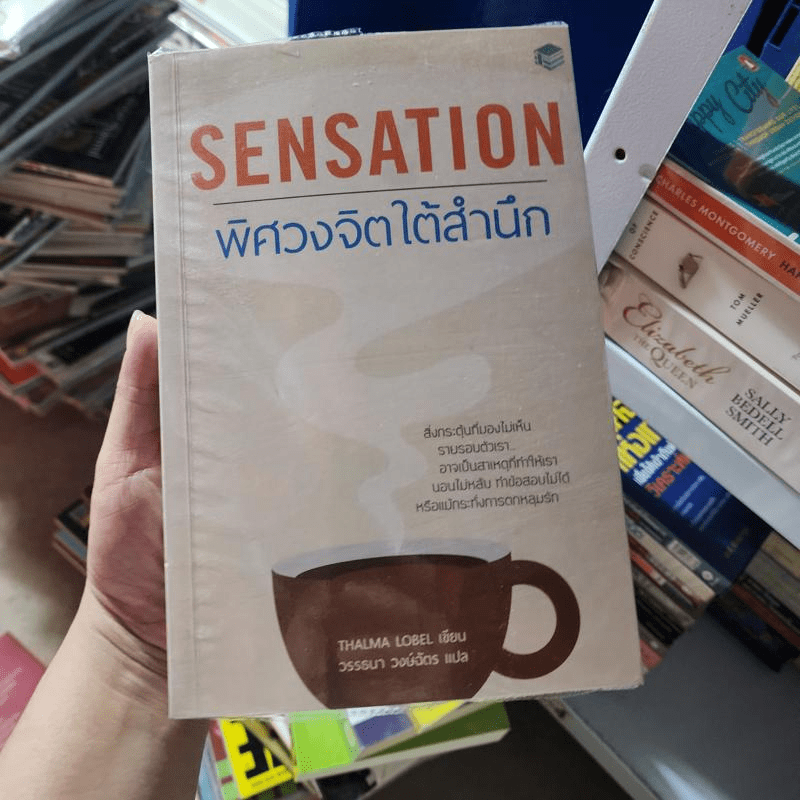 SENSATION
พิศวงจิตใต้สำนึก
สิ่งกระตุ้นที่มองไม่เห็น
รายรอบตัวเรา...
อาจเป็นสาเหตุที่ทำให้เรา
นอนไม่หลับ ทำข้อสอบไม่ได้
หรือแม้กระทั่งการตกหลุมรัก
THALMA LOBEL เขียน
วรรธนา วงษ์ฉัตร แปล
ppy City
CHARLES MONTGOMERY
OF CONSCIENCE
TOM MUELLER
Elizabeth
THE QUEEN
SALLY BEDELL SMITH